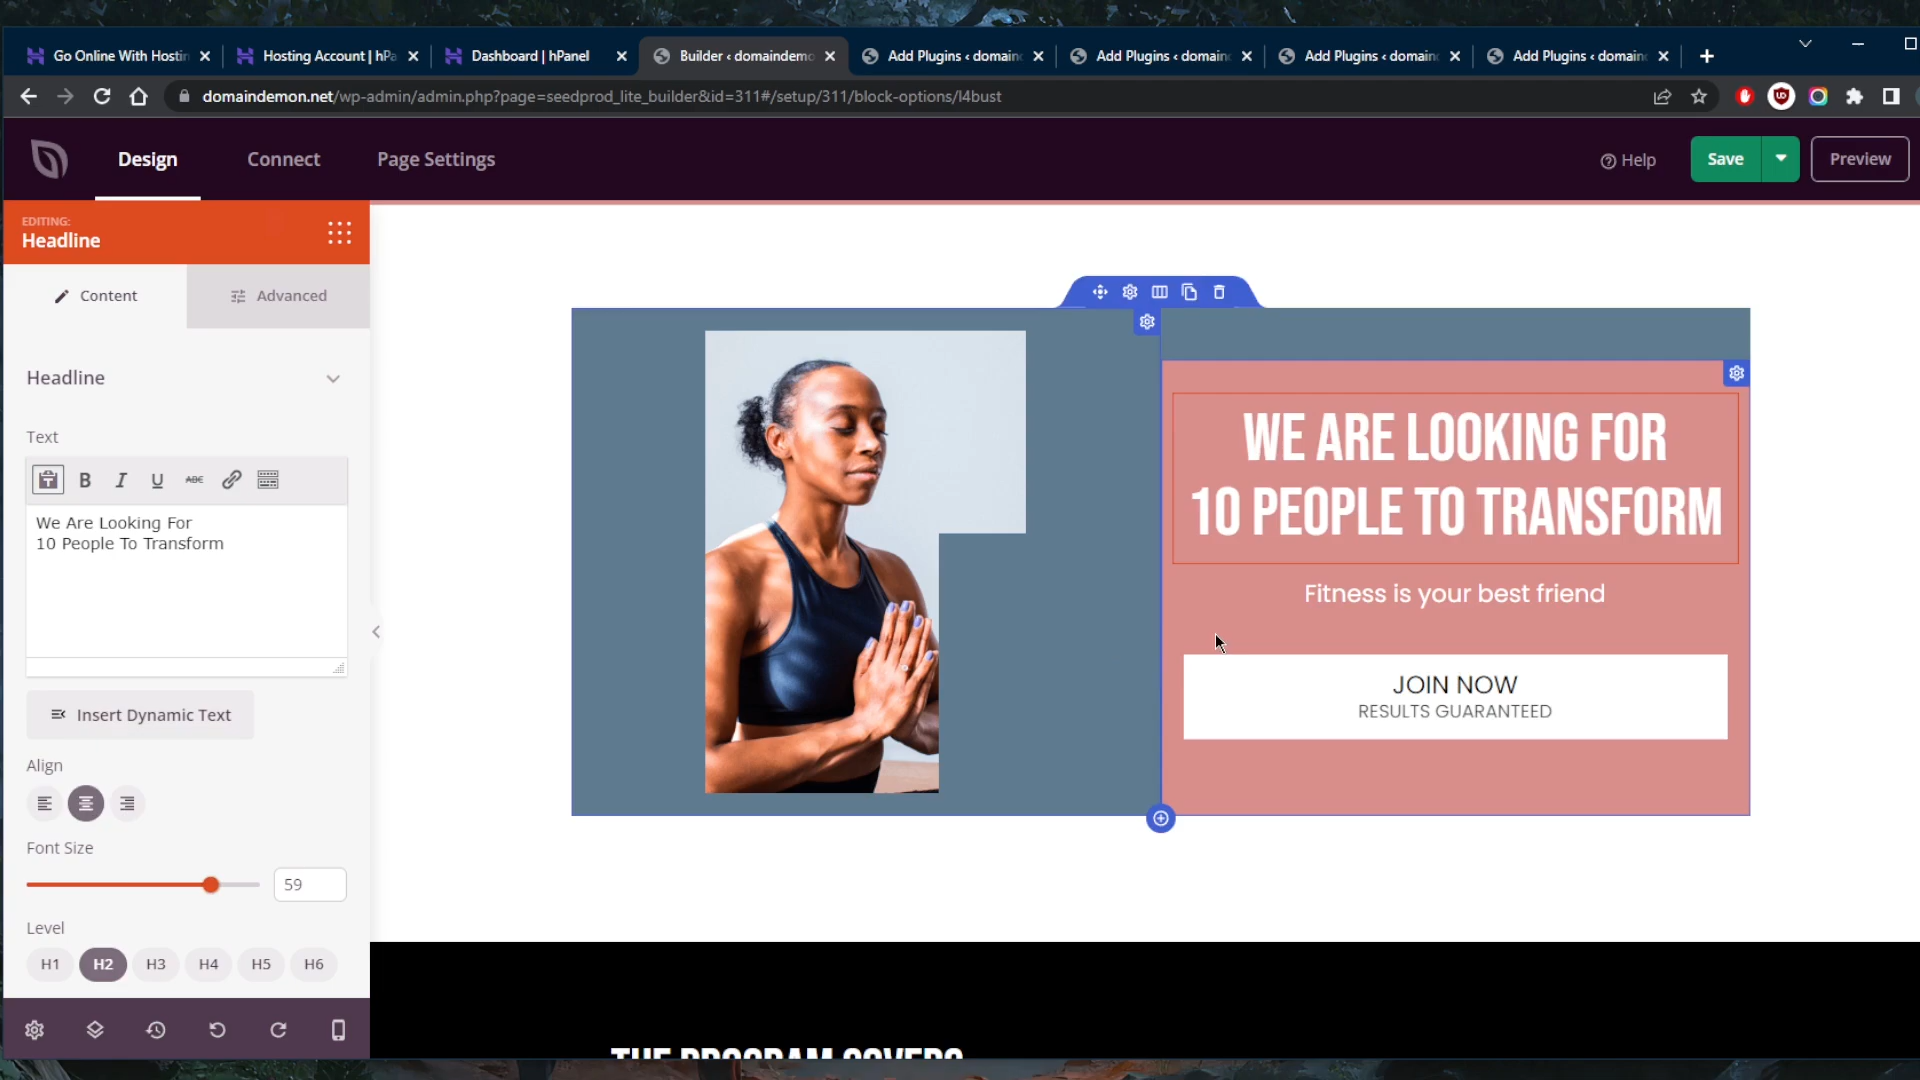 Go Online With Hostin
Hosting Account | hPa
Dashboard | hPanel
Builder ‹ domaindemo
Add Plugins ‹ domain
Add Plugins ‹ domain
Add Plugins ‹ domain
Add Plugins ‹ domain
domaindemon.net/wp-admin/admin.php?page=seedprod_lite_builder&id=311#/setup/311/block-options/l4bust
Design
Connect
Page Settings
Help
Save
Preview
EDITING:
Headline
Content
Advanced
Headline
Text
B I U ABC
We Are Looking For
10 People To Transform
Insert Dynamic Text
Align
Font Size
59
Level
H1 H2 H3 H4 H5 H6
WE ARE LOOKING FOR
10 PEOPLE TO TRANSFORM
Fitness is your best friend
JOIN NOW
RESULTS GUARANTEED
THE PROGRAM COVERS